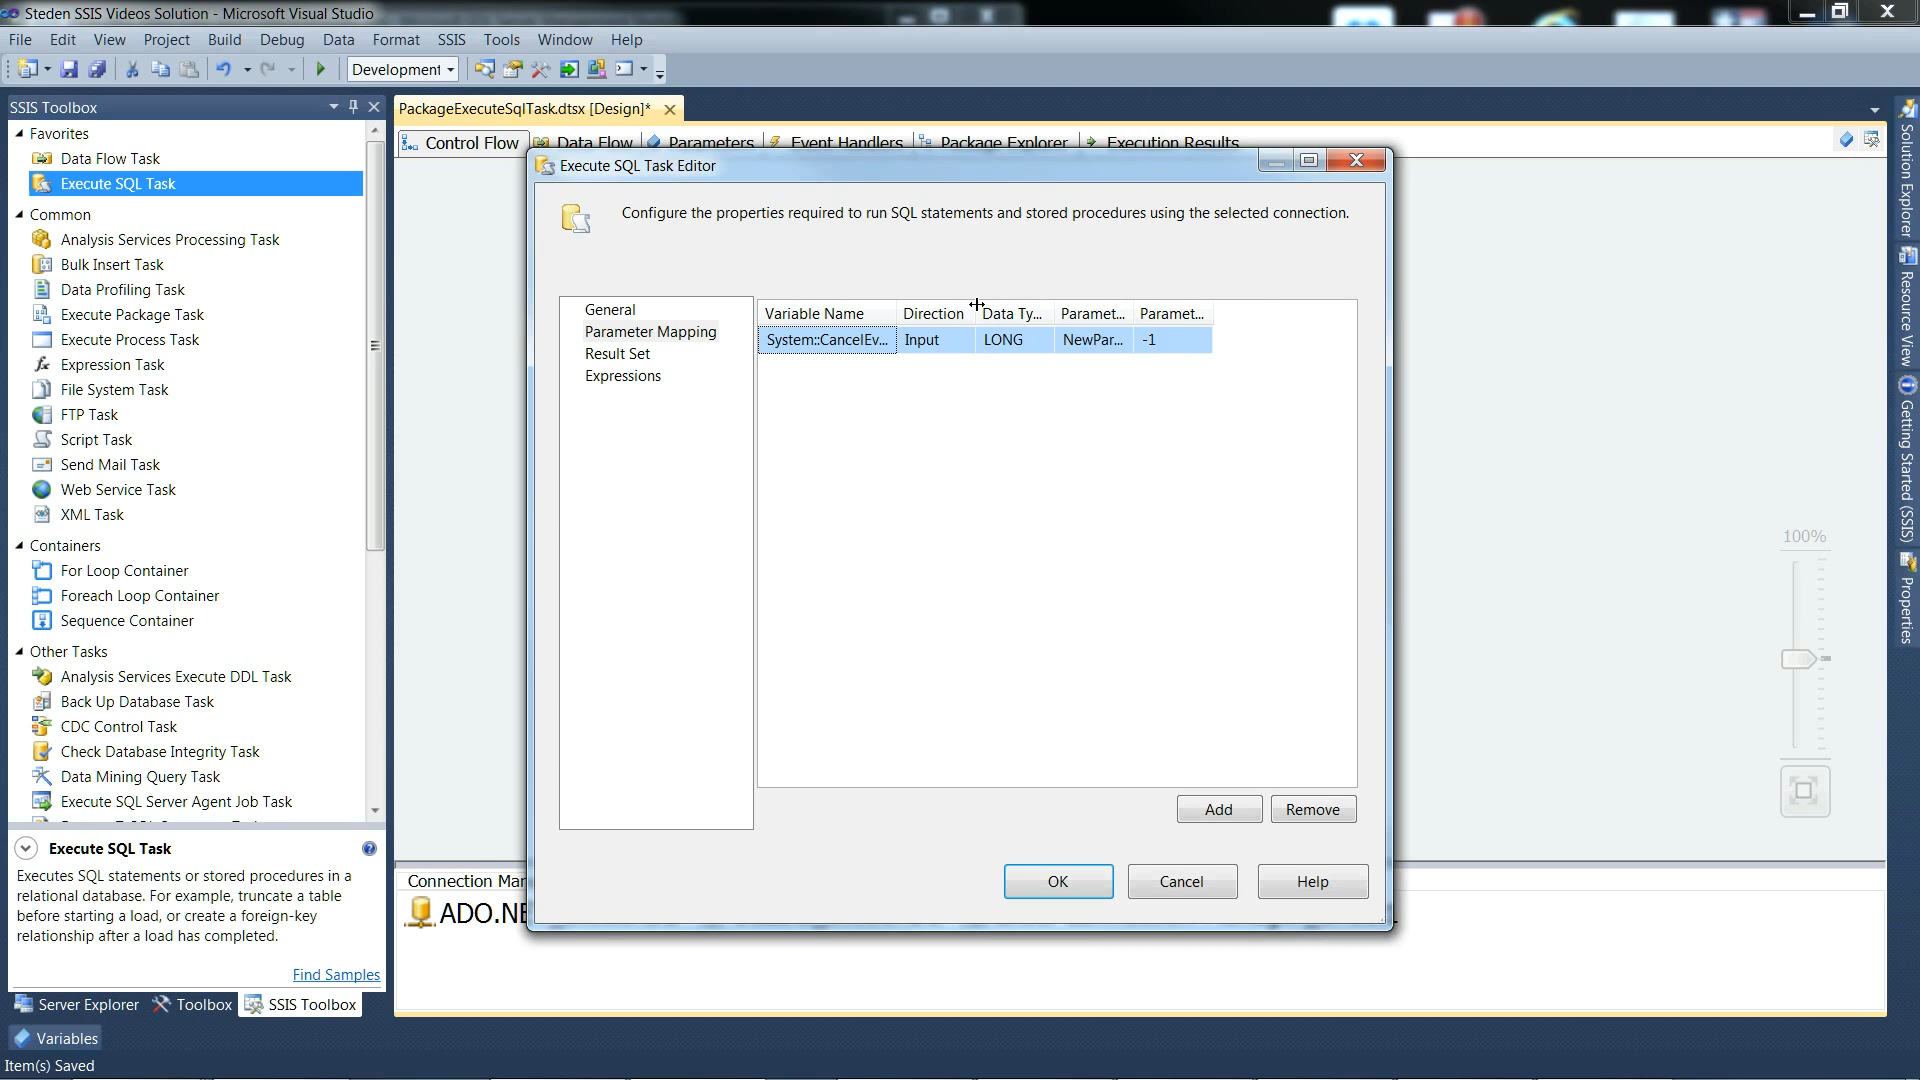 Steden SSIS Videos Solution - Microsoft Visual Studio
File Edit View Project Build Debug Data Format SSIS Tools Window Help
Development
SSIS Toolbox
PackageExecuteSqlTask.dtsx [Design]*
Favorites
Data Flow Task
Execute SQL Task
Common
Analysis Services Processing Task
Bulk Insert Task
Data Profiling Task
Execute Package Task
Execute Process Task
Expression Task
File System Task
FTP Task
Script Task
Send Mail Task
Web Service Task
XML Task
Containers
For Loop Container
Foreach Loop Container
Sequence Container
Other Tasks
Analysis Services Execute DDL Task
Back Up Database Task
CDC Control Task
Check Database Integrity Task
Data Mining Query Task
Execute SQL Server Agent Job Task
Execute SQL Task
Executes SQL statements or stored procedures in a
relational database. For example, truncate a table
before starting a load, or create a foreign-key
relationship after a load has completed.
Find Samples
Server Explorer Toolbox SSIS Toolbox
Variables
Item(s) Saved
Control Flow Data Flow Parameters Event Handlers Package Explorer Execution Results
Execute SQL Task Editor
Configure the properties required to run SQL statements and stored procedures using the selected connection.
General
Parameter Mapping
Result Set
Expressions
Variable Name Direction Data Ty... Paramet... Paramet...
System::CancelEv... Input LONG NewPar... -1
Add Remove
OK Cancel Help
Connection Mar
ADO.NE
100%
Solution Explorer
Resource View
Getting Started (SSIS)
Properties